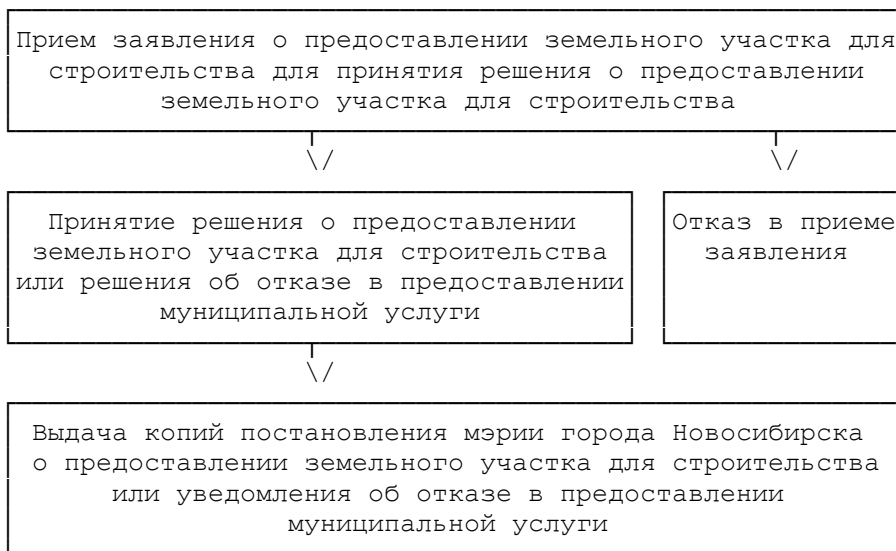 Прием заявления о предоставлении земельного участка для
строительства для принятия решения о предоставлении
земельного участка для строительства
Принятие решения о предоставлении
земельного участка для строительства
или решения об отказе в предоставлении
муниципальной услуги
Отказ в приеме
заявления
Выдача копий постановления мэрии города Новосибирска
о предоставлении земельного участка для строительства
или уведомления об отказе в предоставлении
муниципальной услуги